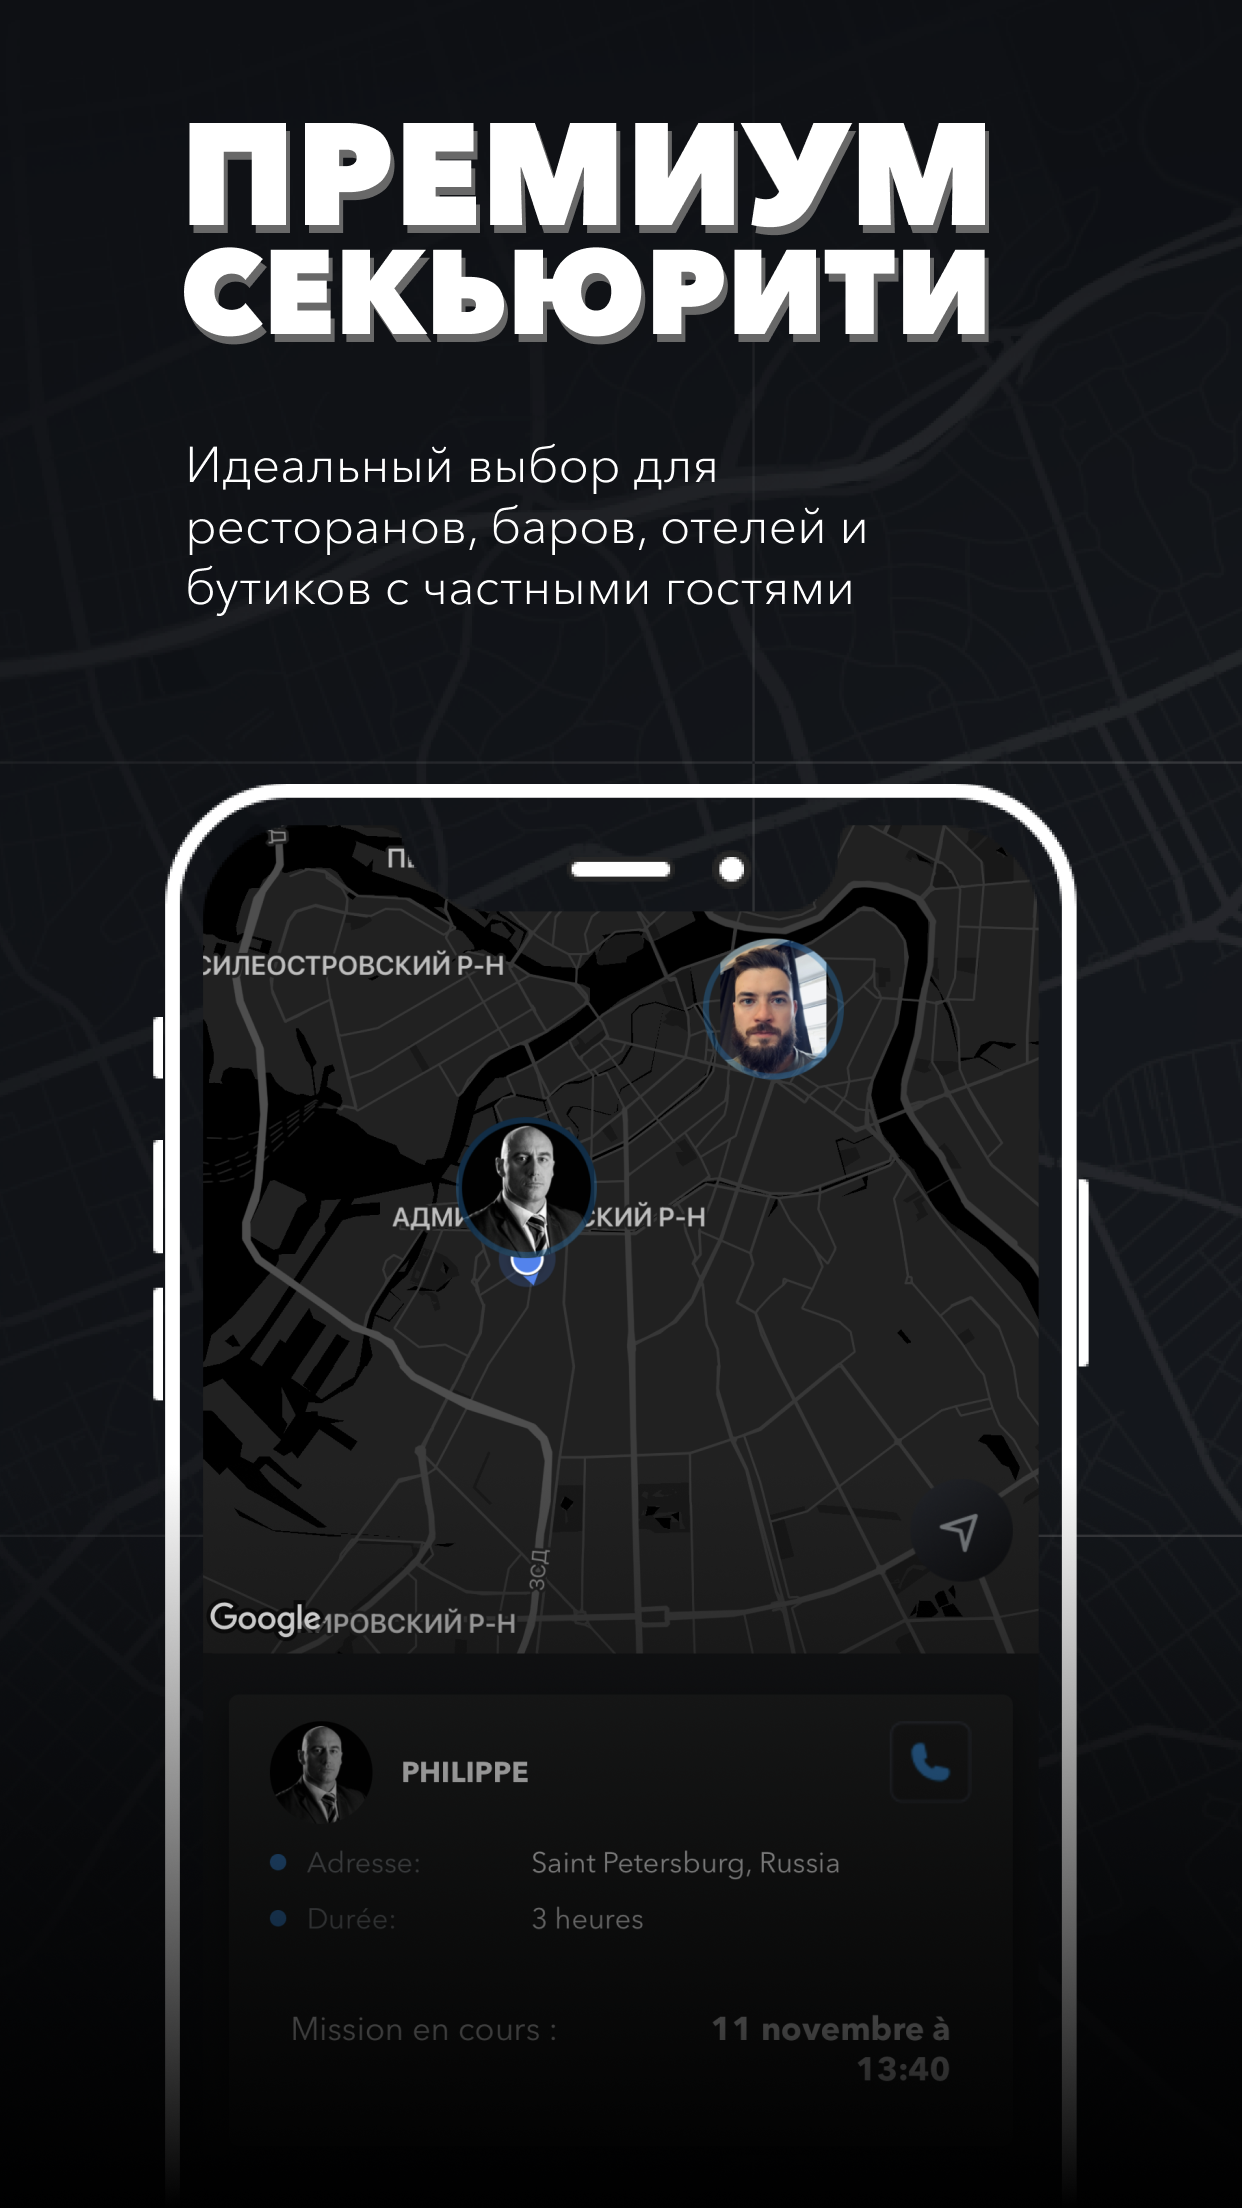 ПРЕМИУМ
СЕКЬЮРИТИ
Идеальный выбор для
ресторанов, баров, отелей и
бутиков с частными гостями
СИЛЕОСТРОВСКИЙ Р-Н
СКИЙ Р-Н
ЗСД
Google
ИРОВСКИЙ Р-Н
PHILIPPE
Adresse: Saint Petersburg, Russia
Durée: 3 heures
Mission en cours : 11 novembre à
13:40